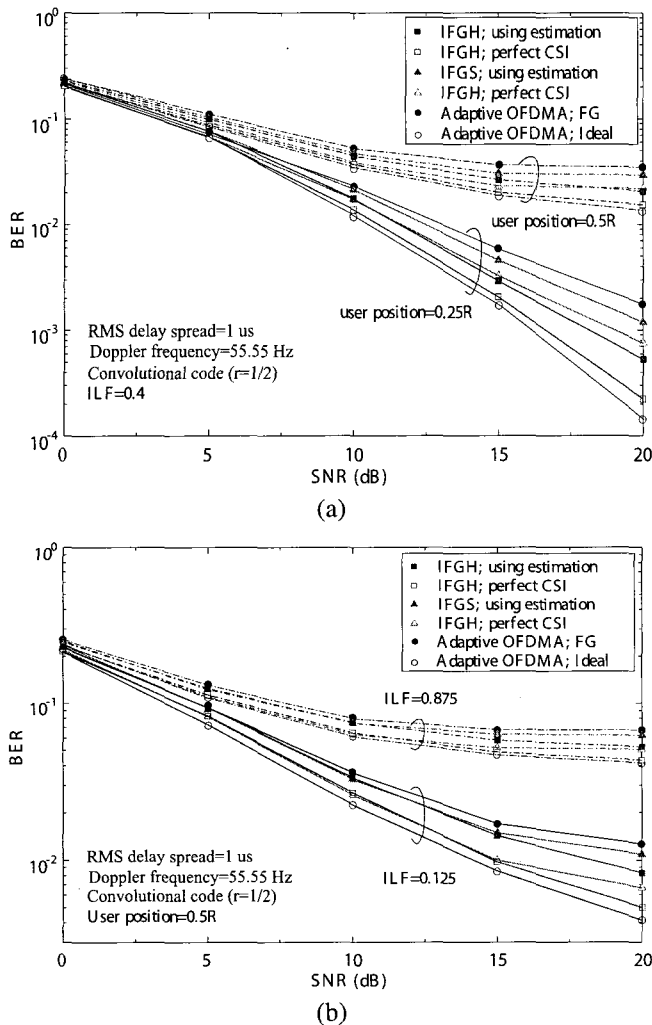 10^0
10^-1
10^-2
10^-3
10^-4
BER
IFGH; using estimation
IFGH; perfect CSI
IFGS; using estimation
IFGH; perfect CSI
Adaptive OFDMA; FG
Adaptive OFDMA; Ideal
user position=0.5R
user position=0.25R
RMS delay spread=1 us
Doppler frequency=55.55 Hz
Convolutional code (r=1/2)
ILF=0.4
0 5 10 15 20
SNR (dB)
(a)
10^0
10^-1
10^-2
BER
IFGH; using estimation
IFGH; perfect CSI
IFGS; using estimation
IFGH; perfect CSI
Adaptive OFDMA; FG
Adaptive OFDMA; Ideal
ILF=0.875
ILF=0.125
RMS delay spread=1 us
Doppler frequency=55.55 Hz
Convolutional code (r=1/2)
User position=0.5R
0 5 10 15 20
SNR (dB)
(b)